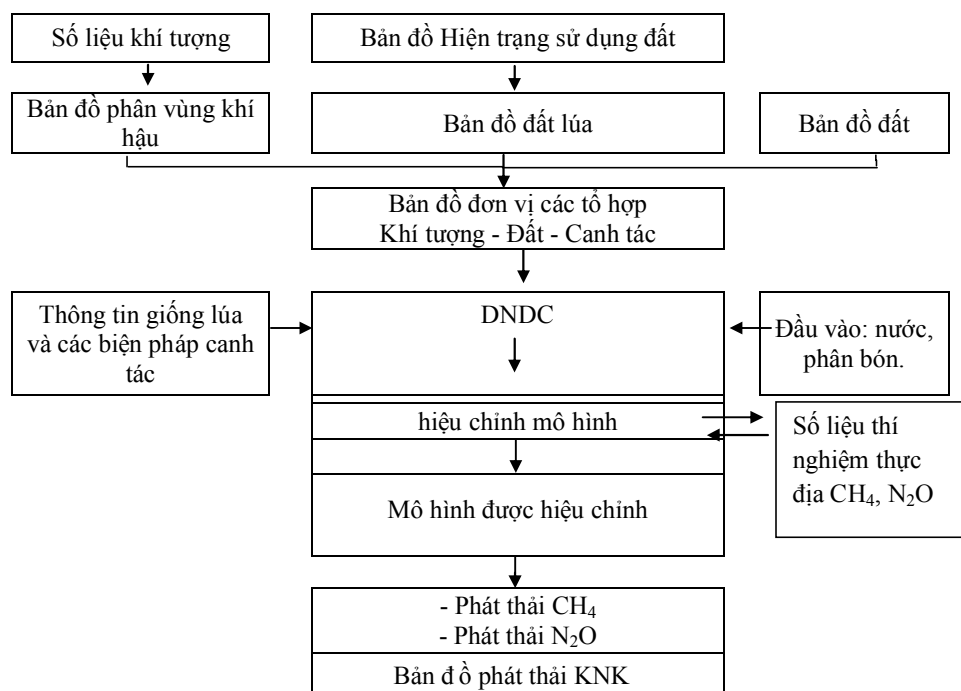 Số liệu khí tượng
Bản đồ Hiện trạng sử dụng đất
Bản đồ phân vùng khí
hậu
Bản đồ đất lúa
Bản đồ đất
Bản đồ đơn vị các tổ hợp
Khí tượng - Đất - Canh tác
Thông tin giống lúa
và các biện pháp canh
tác
DNDC
Đầu vào: nước,
phân bón.
hiệu chỉnh mô hình
Số liệu thí
nghiệm thực
địa CH₄, N₂O
Mô hình được hiệu chỉnh
- Phát thải CH₄
- Phát thải N₂O
Bản đ ồ phát thải KNK